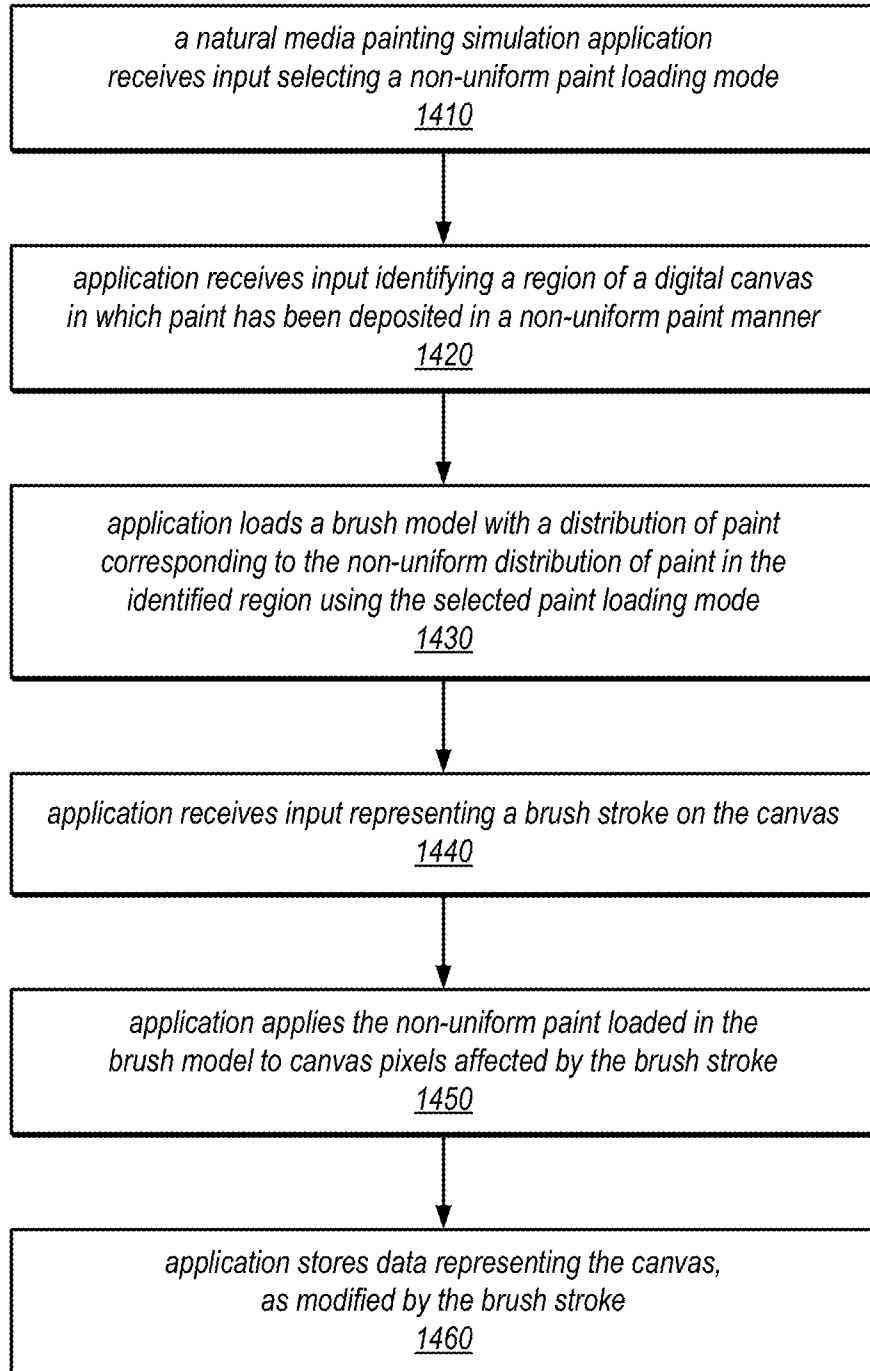 a natural media painting simulation application
receives input selecting a non-uniform paint loading mode
1410
application receives input identifying a region of a digital canvas
in which paint has been deposited in a non-uniform paint manner
1420
application loads a brush model with a distribution of paint
corresponding to the non-uniform distribution of paint in the
identified region using the selected paint loading mode
1430
application receives input representing a brush stroke on the canvas
1440
application applies the non-uniform paint loaded in the
brush model to canvas pixels affected by the brush stroke
1450
application stores data representing the canvas,
as modified by the brush stroke
1460